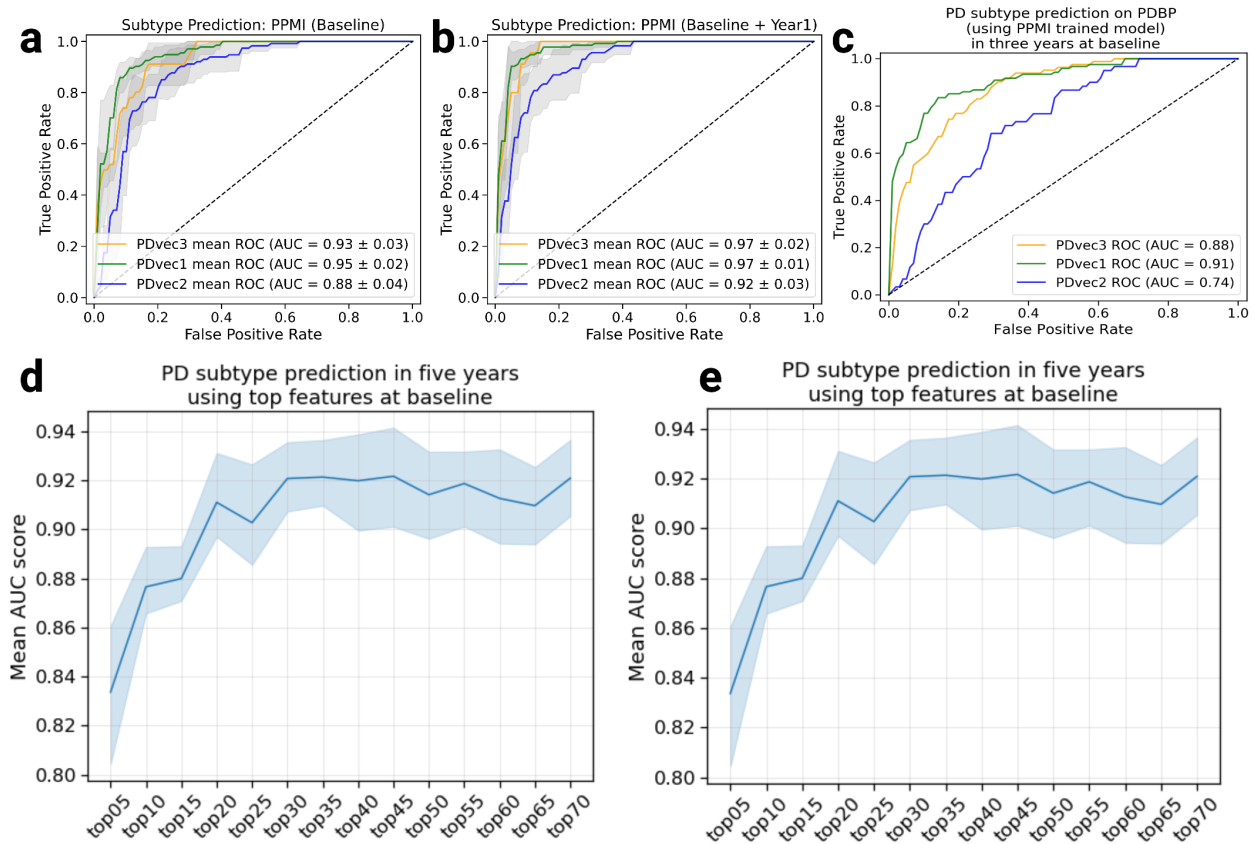 a
Subtype Prediction: PPMI (Baseline)
True Positive Rate
1.0
0.8
0.6
0.4
0.2
0.0
PDvec3 mean ROC (AUC = 0.93 ± 0.03)
PDvec1 mean ROC (AUC = 0.95 ± 0.02)
PDvec2 mean ROC (AUC = 0.88 ± 0.04)
0.0 0.2 0.4 0.6 0.8 1.0
False Positive Rate
b
Subtype Prediction: PPMI (Baseline + Year1)
True Positive Rate
1.0
0.8
0.6
0.4
0.2
0.0
PDvec3 mean ROC (AUC = 0.97 ± 0.02)
PDvec1 mean ROC (AUC = 0.97 ± 0.01)
PDvec2 mean ROC (AUC = 0.92 ± 0.03)
0.0 0.2 0.4 0.6 0.8 1.0
False Positive Rate
c
PD subtype prediction on PDBP
(using PPMI trained model)
in three years at baseline
True Positive Rate
1.0
0.8
0.6
0.4
0.2
0.0
PDvec3 ROC (AUC = 0.88)
PDvec1 ROC (AUC = 0.91)
PDvec2 ROC (AUC = 0.74)
0.0 0.2 0.4 0.6 0.8 1.0
False Positive Rate
d
PD subtype prediction in five years
using top features at baseline
Mean AUC score
0.94
0.92
0.90
0.88
0.86
0.84
0.82
0.80
top05 top10 top15 top20 top25 top30 top35 top40 top45 top50 top55 top60 top65 top70
e
PD subtype prediction in five years
using top features at baseline
Mean AUC score
0.94
0.92
0.90
0.88
0.86
0.84
0.82
0.80
top05 top10 top15 top20 top25 top30 top35 top40 top45 top50 top55 top60 top65 top70